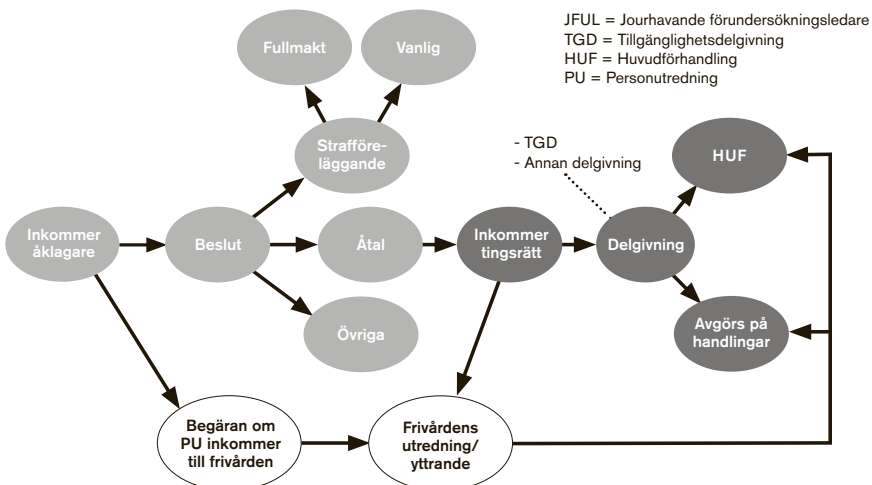 JFUL = Jourhavande förundersökningsledare
TGD = Tillgänglighetsdelgivning
HUF = Huvudförhandling
PU = Personutredning
Fullmakt
Vanlig
Strafföre-
läggande
- TGD
- Annan delgivning
HUF
Inkommer
åklagare
Beslut
Åtal
Inkommer
tingsrätt
Delgivning
Övriga
Avgörs på
handlingar
Begäran om
PU inkommer
till frivården
Frivårdens
utredning/
yttrande